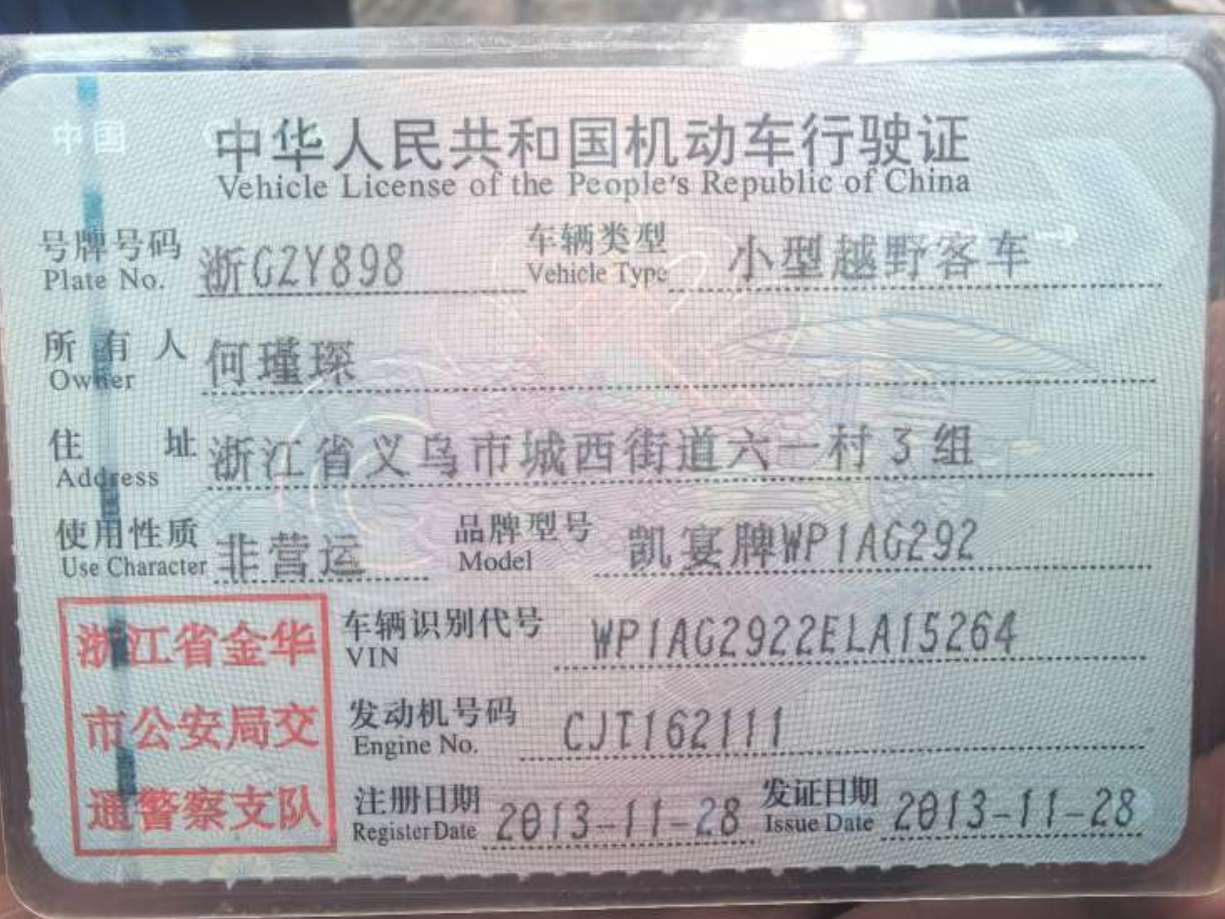 中国
中华人民共和国机动车行驶证
Vehicle License of the People's Republic of China
号牌号码 浙G2Y898 车辆类型 小型越野客车
Plate No. Vehicle Type
所有人 何瑾琛
Owner
住址 浙江省义乌市城西街道六一村3组
Address
使用性质 非营运 品牌型号 凯宴牌WP1AG292
Use Character Model
浙江省金华
市公安局交
通警察支队
车辆识别代号 WP1AG2922ELA15264
VIN
发动机号码 CJT162111
Engine No.
注册日期 2013-11-28 发证日期 2013-11-28
Register Date Issue Date